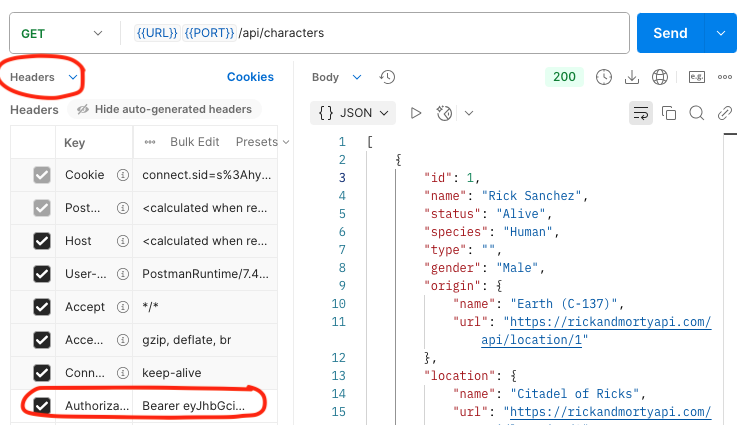 GET {{URL}} {{PORT}} /api/characters Send
Headers Cookies
Headers Hide auto-generated headers
Key ••• Bulk Edit Presets
Cookie connect.sid=s%3Ahy...
Post... <calculated when re...
Host <calculated when re...
User-... PostmanRuntime/7.4...
Accept */*
Acce... gzip, deflate, br
Conn... keep-alive
Authoriza... Bearer eyJhbGci...
Body 200 e.g.
{} JSON
1 [
2 {
3 "id": 1,
4 "name": "Rick Sanchez",
5 "status": "Alive",
6 "species": "Human",
7 "type": "",
8 "gender": "Male",
9 "origin": {
10 "name": "Earth (C-137)",
11 "url": "https://rickandmortyapi.com/
api/location/1"
12 },
13 "location": {
14 "name": "Citadel of Ricks",
15 "url": "https://rickandmortyapi.com/